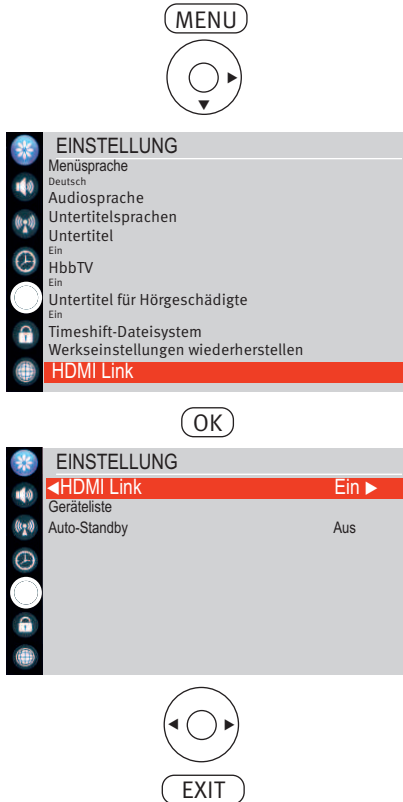 MENU
EINSTELLUNG
Menüsprache
Deutsch
Audiosprache
Untertitelsprachen
Untertitel
Ein
HbbTV
Ein
Untertitel für Hörgeschädigte
Ein
Timeshift-Dateisystem
Werkseinstellungen wiederherstellen
HDMI Link
OK
EINSTELLUNG
◀HDMI Link Ein ▶
Geräteliste
Auto-Standby Aus
EXIT